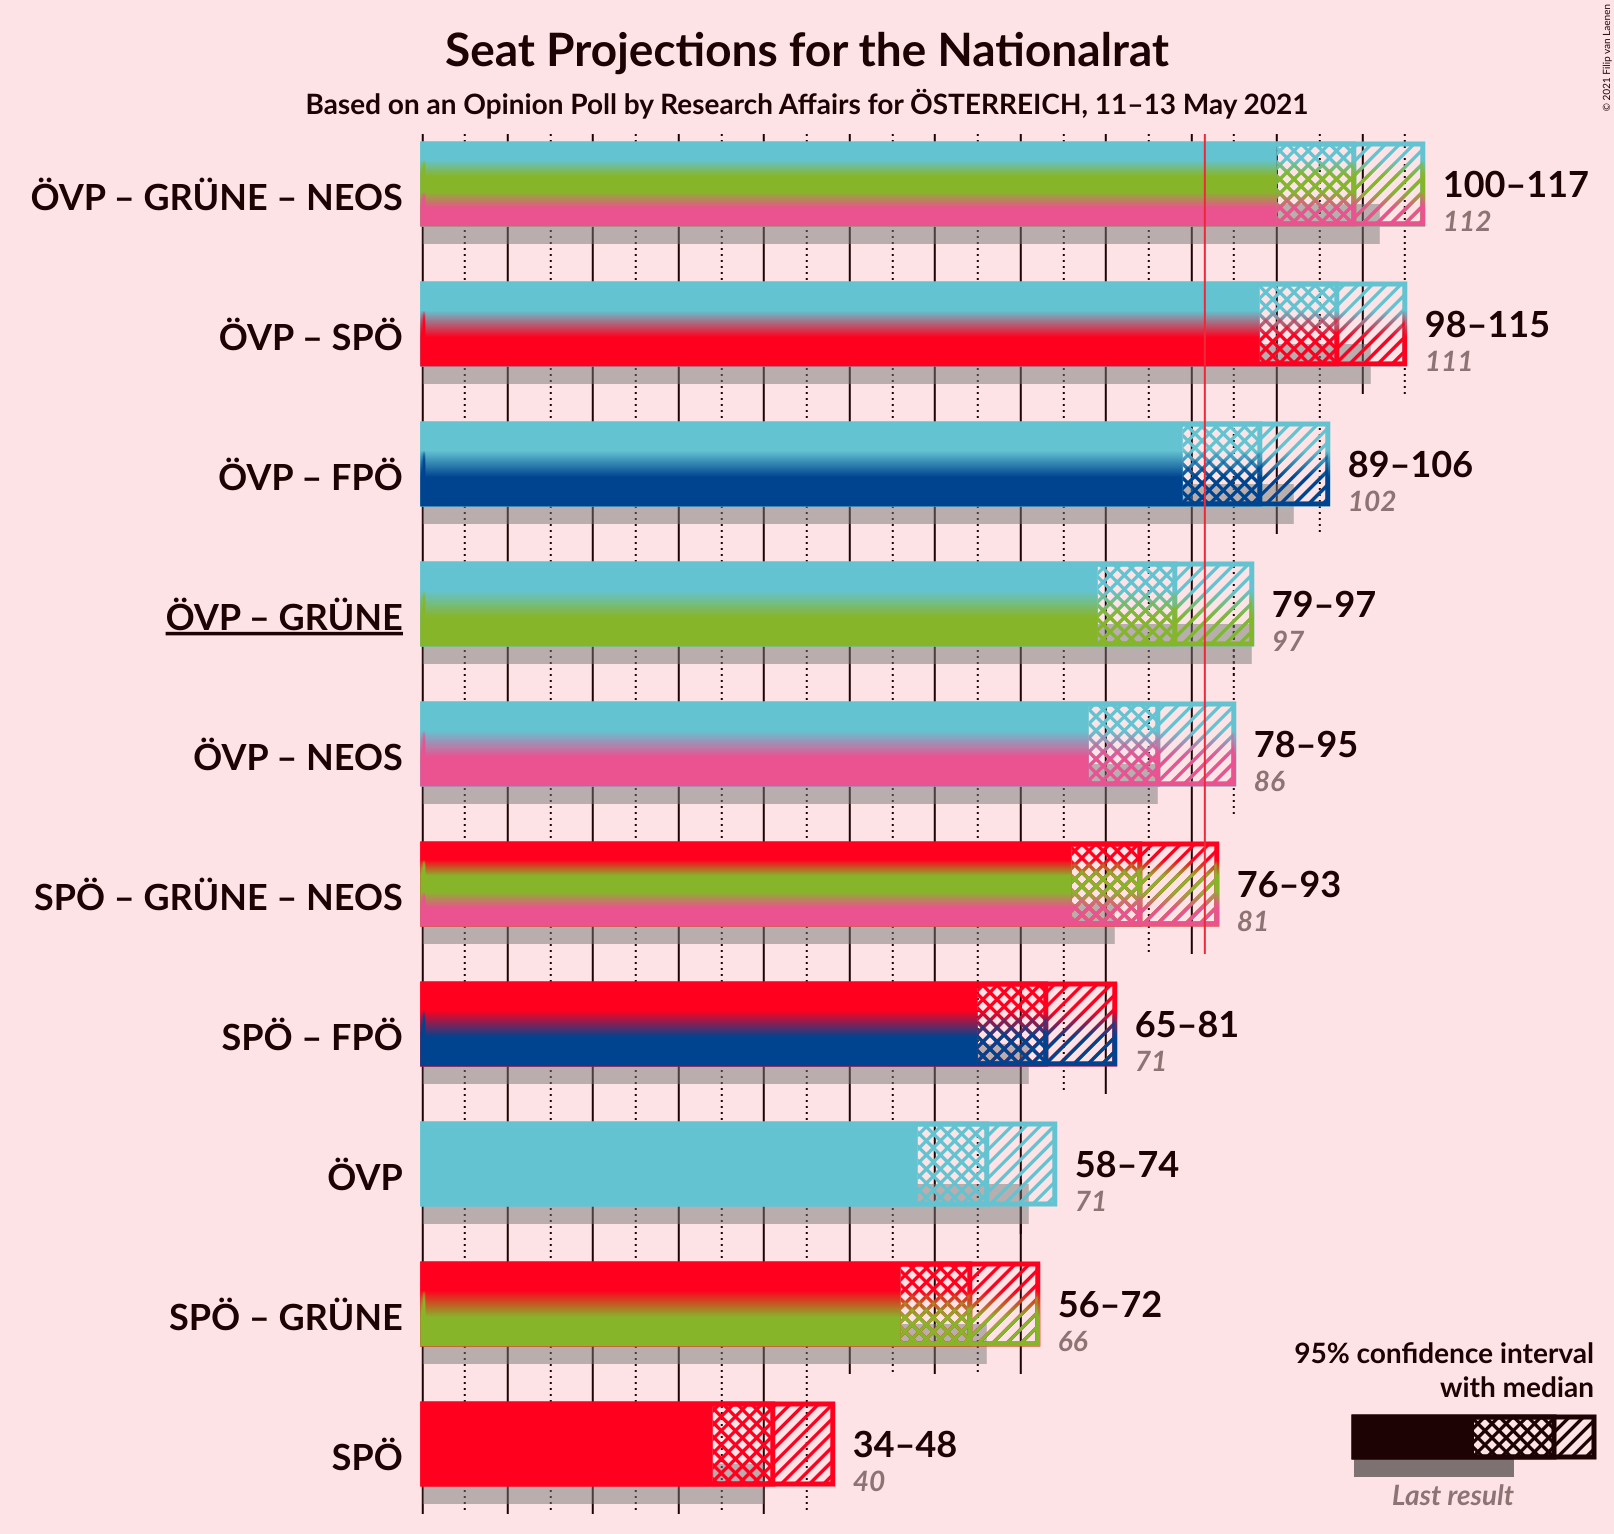 Seat Projections for the Nationalrat
Based on an Opinion Poll by Research Affairs for ÖSTERREICH, 11–13 May 2021
© 2021 Filip van Laenen
ÖVP – GRÜNE – NEOS
100–117
112
ÖVP – SPÖ
98–115
111
ÖVP – FPÖ
89–106
102
ÖVP – GRÜNE
79–97
97
ÖVP – NEOS
78–95
86
SPÖ – GRÜNE – NEOS
76–93
81
SPÖ – FPÖ
65–81
71
ÖVP
58–74
71
SPÖ – GRÜNE
56–72
66
SPÖ
34–48
40
95% confidence interval
with median
Last result